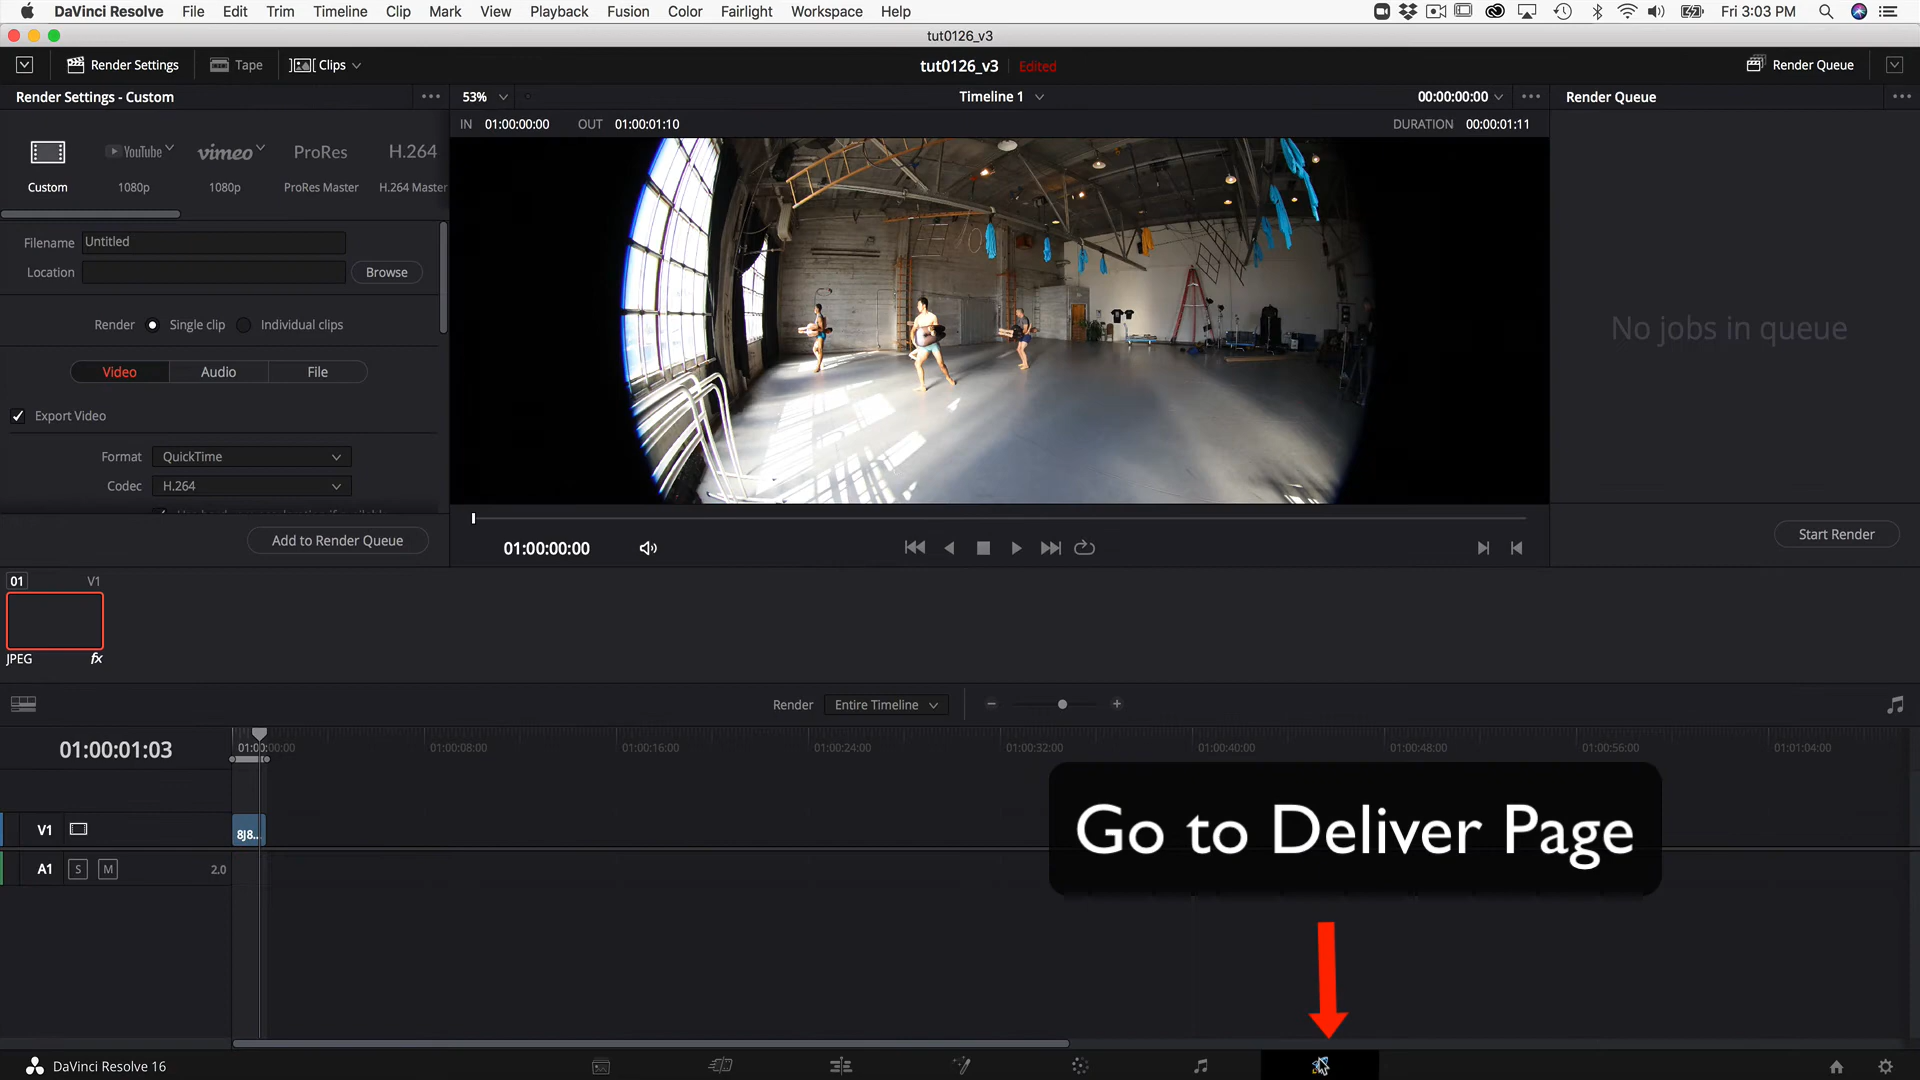 DaVinci Resolve File Edit Trim Timeline Clip Mark View Playback Fusion Color Fairlight Workspace Help Fri 3:03 PM
tut0126_v3
Render Settings Tape Clips tut0126_v3 Edited Render Queue
Render Settings - Custom 53% Timeline 1 00:00:00:00 Render Queue
IN 01:00:00:00 OUT 01:00:01:10 DURATION 00:00:01:11
YouTube vimeo ProRes H.264
Custom 1080p 1080p ProRes Master H.264 Master
Filename Untitled
Location Browse
Render Single clip Individual clips
No jobs in queue
Video Audio File
Export Video
Format QuickTime
Codec H.264
Add to Render Queue 01:00:00:00 Start Render
01 V1
JPEG fx
Render Entire Timeline
01:00:01:03 01:00:00:00 01:00:08:00 01:00:16:00 01:00:24:00 01:00:32:00 01:00:40:00 01:00:48:00 01:00:56:00 01:01:04:00
V1 8J8...
A1 S M 2.0
Go to Deliver Page
DaVinci Resolve 16